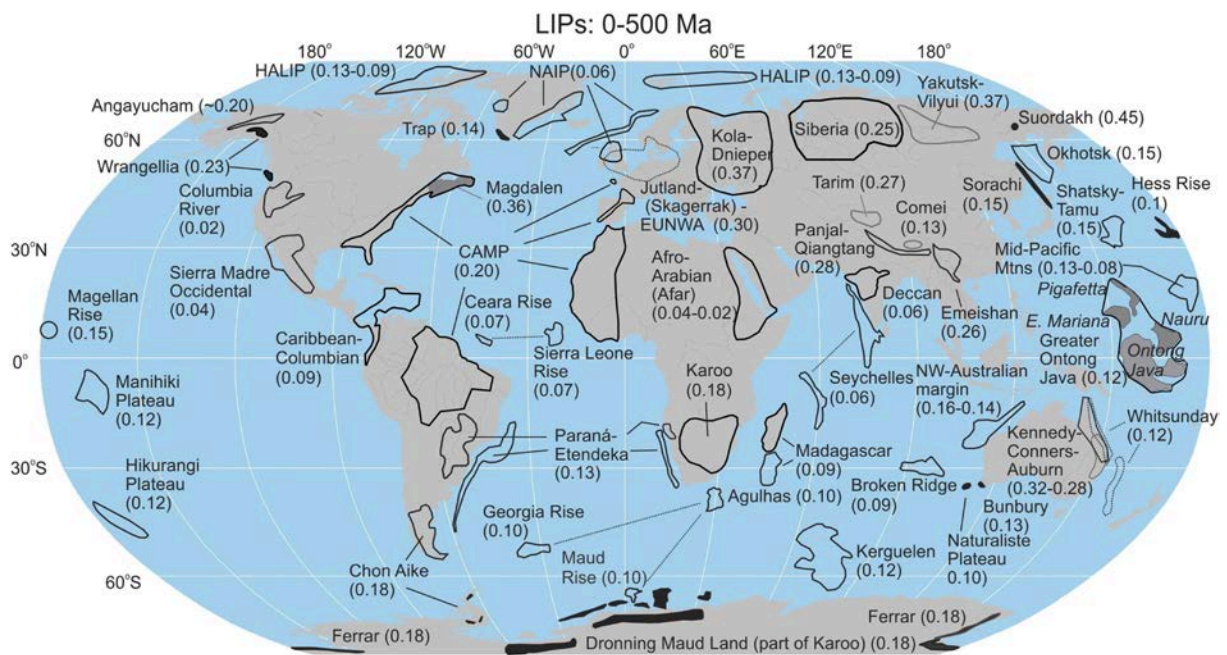 LIPs: 0-500 Ma
180°
120°W
60°W
0°
60°E
120°E
180°
HALIP (0.13-0.09)
NAIP(0.06)
HALIP (0.13-0.09)
Yakutsk-
Vilyui (0.37)
Angayucham (~0.20)
60°N
Trap (0.14)
Kola-
Dnieper
(0.37)
Siberia (0.25)
Suordakh (0.45)
Wrangellia (0.23)
Okhotsk (0.15)
Columbia
River
(0.02)
Magdalen
(0.36)
Jutland-
(Skagerrak) -
EUNWA (0.30)
Tarim (0.27)
Sorachi
(0.15)
Shatsky-
Tamu
(0.15)
Hess Rise
(0.1)
Comei
(0.13)
30°N
CAMP
(0.20)
Afro-
Arabian
(Afar)
(0.04-0.02)
Panjal-
Qiangtang
(0.28)
Mid-Pacific
Mtns (0.13-0.08)
Pigafetta
Sierra Madre
Occidental
(0.04)
Magellan
Rise
(0.15)
Ceara Rise
(0.07)
Deccan
(0.06)
Emeishan
(0.26)
Nauru
E. Mariana
Greater
Ontong
Java (0.12)
Ontong
Java
Caribbean-
Columbian
(0.09)
Sierra Leone
Rise
(0.07)
0°
Karoo
(0.18)
Seychelles
(0.06)
NW-Australian
margin
(0.16-0.14)
Manihiki
Plateau
(0.12)
Whitsunday
(0.12)
Paraná-
Etendeka
(0.13)
Madagascar
(0.09)
Kennedy-
Conners-
Auburn
(0.32-0.28)
30°S
Hikurangi
Plateau
(0.12)
Agulhas (0.10)
Broken Ridge
(0.09)
Bunbury
(0.13)
Georgia Rise
(0.10)
Naturaliste
Plateau
0.10)
Maud
Rise (0.10)
Kerguelen
(0.12)
Chon Aike
(0.18)
60°S
Ferrar (0.18)
Ferrar (0.18)
Dronning Maud Land (part of Karoo) (0.18)